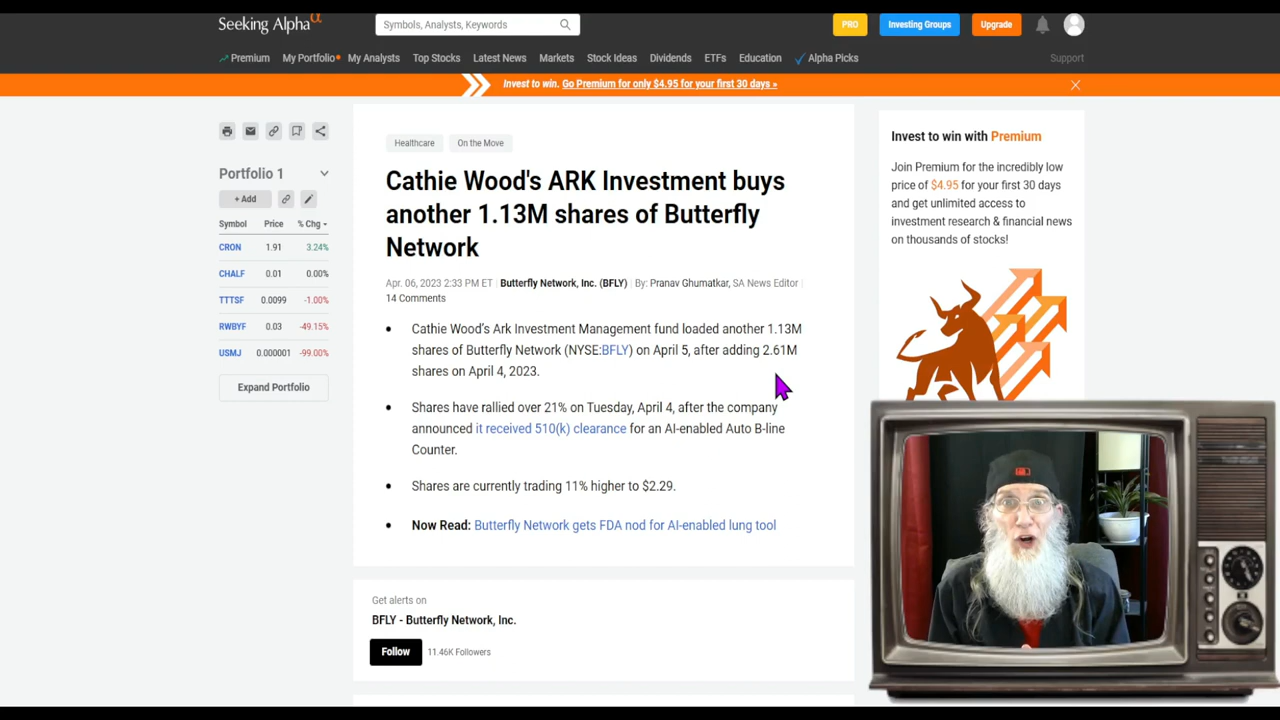 Seeking Alphaα
Symbols, Analysts, Keywords
PRO
Investing Groups
Upgrade
Premium
My Portfolio
My Analysts
Top Stocks
Latest News
Markets
Stock Ideas
Dividends
ETFs
Education
Alpha Picks
Support
Invest to win. Go Premium for only $4.95 for your first 30 days »
Portfolio 1
+ Add
Symbol Price % Chg
CRON 1.91 3.24%
CHALF 0.01 0.00%
TTTSF 0.0099 -1.00%
RWBYF 0.03 -49.15%
USMJ 0.000001 -99.00%
Expand Portfolio
Healthcare
On the Move
Cathie Wood's ARK Investment buys
another 1.13M shares of Butterfly
Network
Apr. 06, 2023 2:33 PM ET | Butterfly Network, Inc. (BFLY) | By: Pranav Ghumatkar, SA News Editor |
14 Comments
• Cathie Wood's Ark Investment Management fund loaded another 1.13M
shares of Butterfly Network (NYSE:BFLY) on April 5, after adding 2.61M
shares on April 4, 2023.
• Shares have rallied over 21% on Tuesday, April 4, after the company
announced it received 510(k) clearance for an AI-enabled Auto B-line
Counter.
• Shares are currently trading 11% higher to $2.29.
• Now Read: Butterfly Network gets FDA nod for AI-enabled lung tool
Get alerts on
BFLY - Butterfly Network, Inc.
Follow
11.46K Followers
Invest to win with Premium
Join Premium for the incredibly low
price of $4.95 for your first 30 days
and get unlimited access to
investment research & financial news
on thousands of stocks!